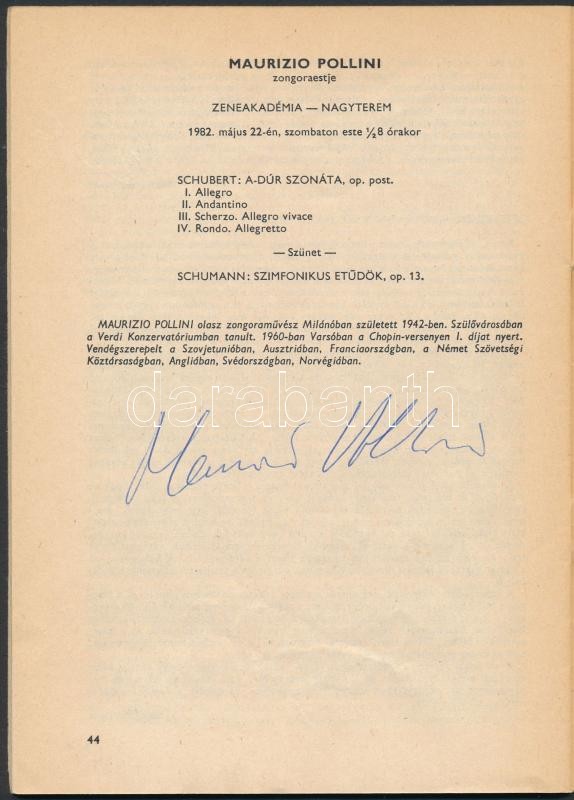 MAURIZIO POLLINI
zongoraestje
ZENEAKADÉMIA — NAGYTEREM
1982. május 22-én, szombaton este ½8 órakor
SCHUBERT: A-DÚR SZONÁTA, op. post.
I. Allegro
II. Andantino
III. Scherzo. Allegro vivace
IV. Rondo. Allegretto
— Szünet —
SCHUMANN: SZIMFONIKUS ETŰDÖK, op. 13.
MAURIZIO POLLINI olasz zongoraművész Milánóban született 1942-ben. Szülővárosában
a Verdi Konzervatóriumban tanult. 1960-ban Varsóban a Chopin-versenyen I. díjat nyert.
Vendégszerepelt a Szovjetunióban, Ausztriában, Franciaországban, a Német Szövetségi
Köztársaságban, Angliában, Svédországban, Norvégiában.
darabanth
Maurizio Pollini
44